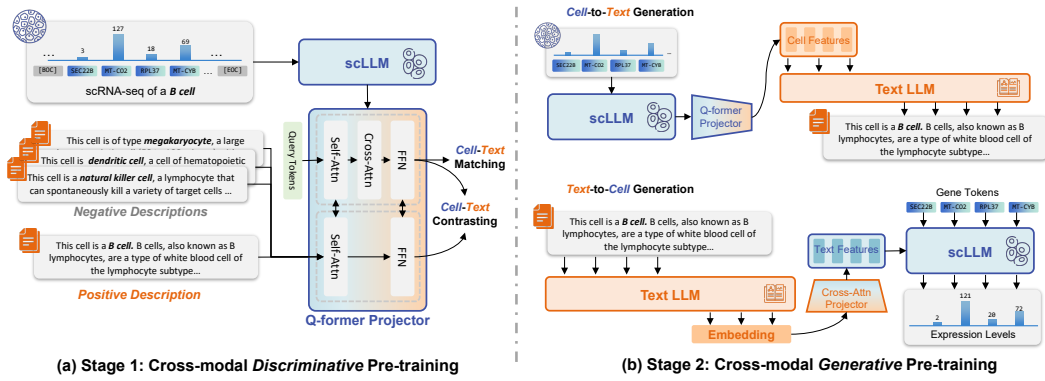 127
69
3
18
...
...
[BOC] SEC22B MT-CO2 RPL37 MT-CYB ... [EOC]
scRNA-seq of a B cell
scLLM
This cell is of type megakaryocyte, a large
This cell is dendritic cell, a cell of hematopoietic
This cell is a natural killer cell, a lymphocyte that
can spontaneously kill a variety of target cells ...
Negative Descriptions
This cell is a B cell. B cells, also known as B
lymphocytes, are a type of white blood cell of
the lymphocyte subtype...
Positive Description
Query Tokens
Self-Attn
Cross-Attn
FFN
Self-Attn
FFN
Q-former Projector
Cell-Text
Matching
Cell-Text
Contrasting
(a) Stage 1: Cross-modal Discriminative Pre-training
Cell-to-Text Generation
SEC22B MT-CO2 RPL37 MT-CYB
scLLM
Q-former
Projector
Cell Features
Text LLM
This cell is a B cell. B cells, also known as B
lymphocytes, are a type of white blood cell of
the lymphocyte subtype...
Text-to-Cell Generation
This cell is a B cell. B cells, also known as B
lymphocytes, are a type of white blood cell of
the lymphocyte subtype...
Text LLM
Embedding
Cross-Attn
Projector
Text Features
Gene Tokens
SEC22B MT-CO2 RPL37 MT-CYB
scLLM
121
2
20
72
Expression Levels
(b) Stage 2: Cross-modal Generative Pre-training